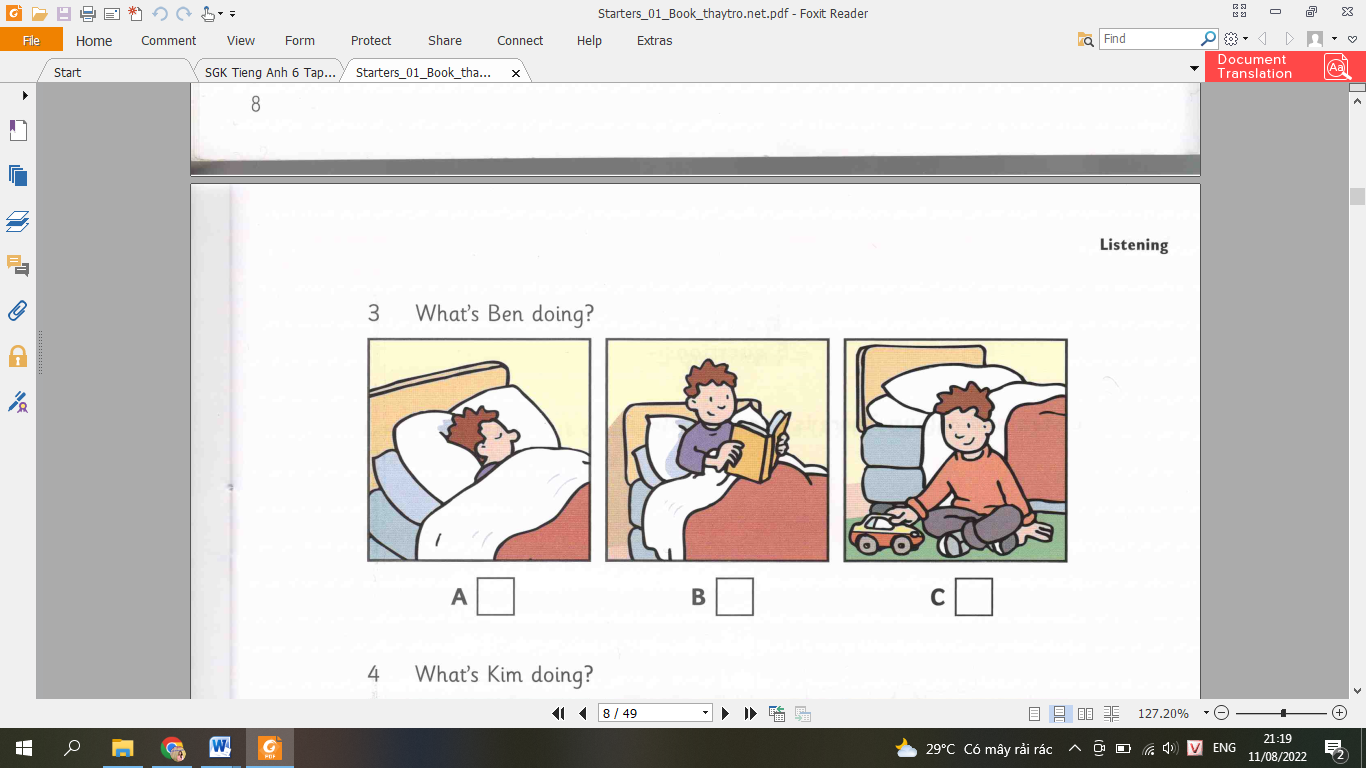 Starters_01_Book_thaytro.net.pdf - Foxit Reader
File Home Comment View Form Protect Share Connect Help Extras
Find
Start
SGK Tieng Anh 6 Tap...
Starters_01_Book_tha...
Document
Translation
8
Listening
3 What's Ben doing?
A
B
C
4 What's Kim doing?
8 / 49
127.20%
29°C Có mây rải rác
ENG
21:19
11/08/2022
2